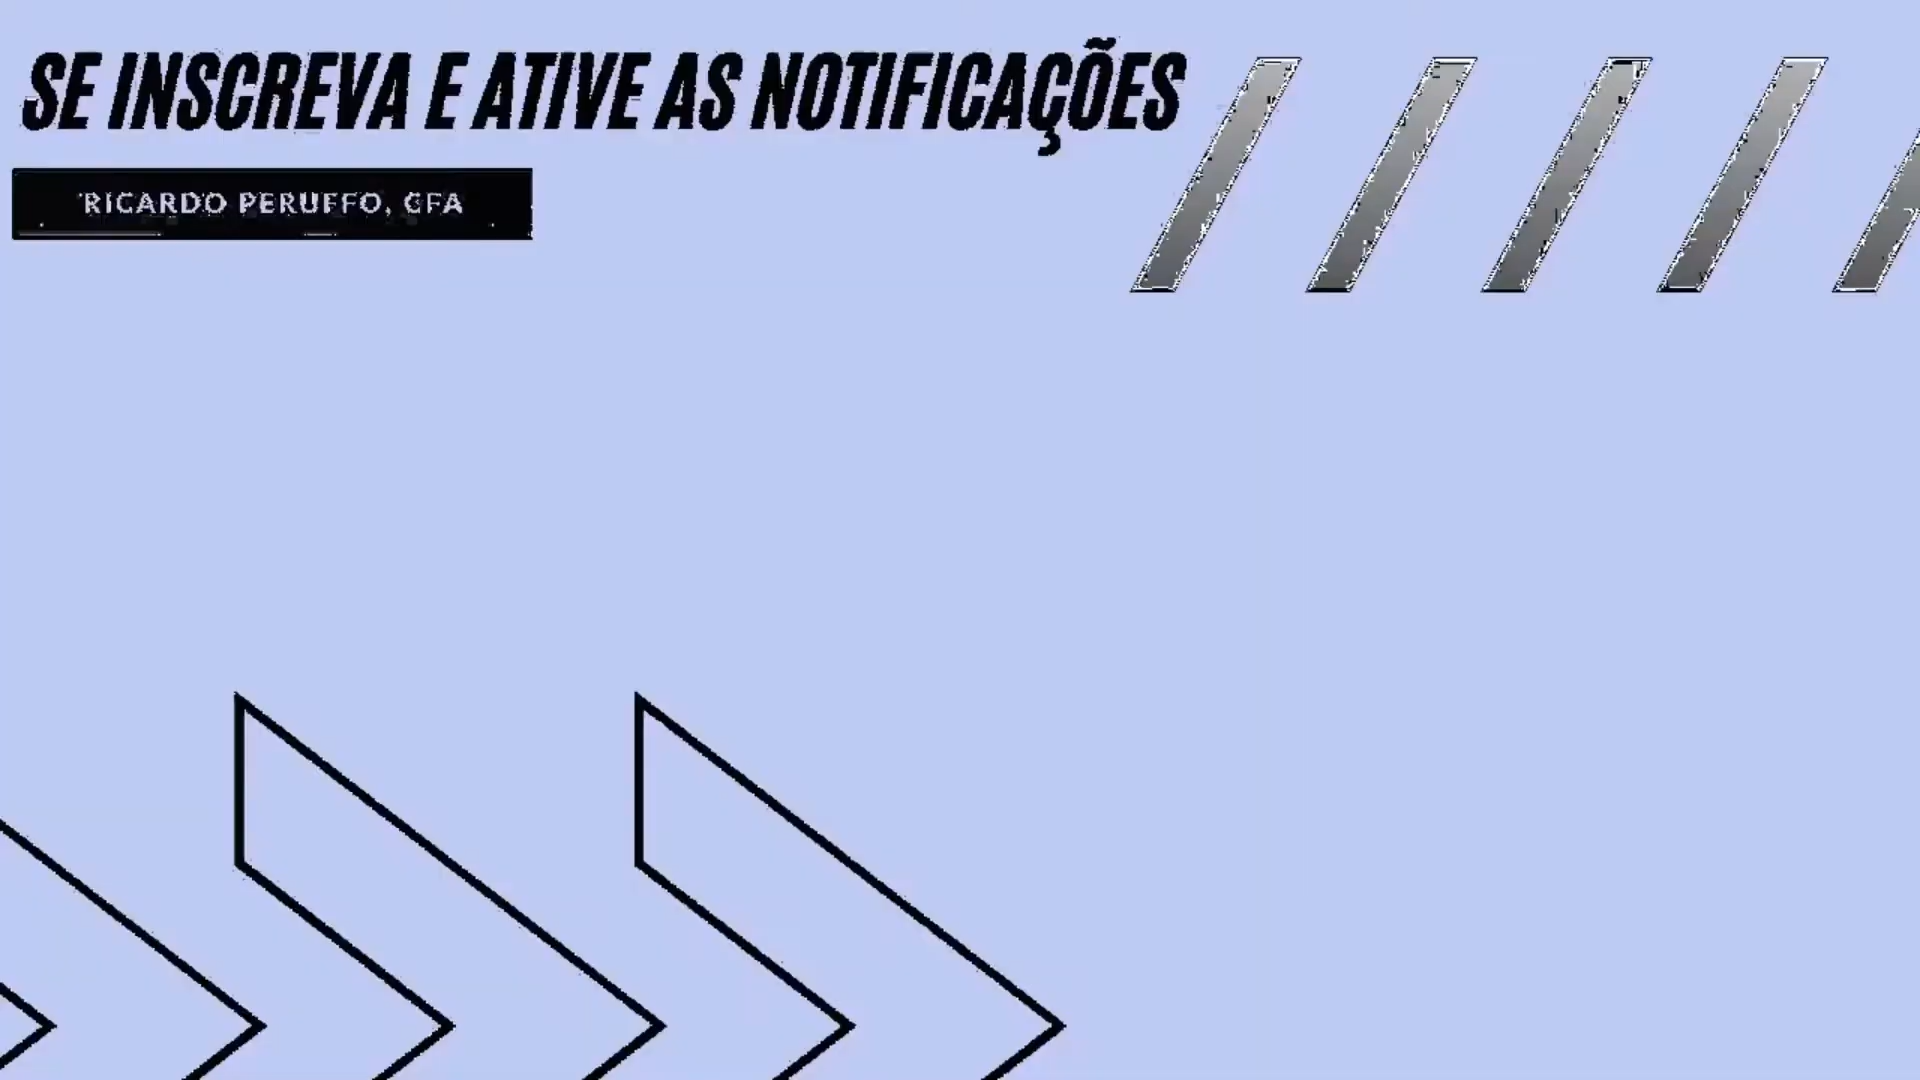 SE INSCREVA E ATIVE AS NOTIFICAÇÕES
RICARDO PERUFFO, CFA